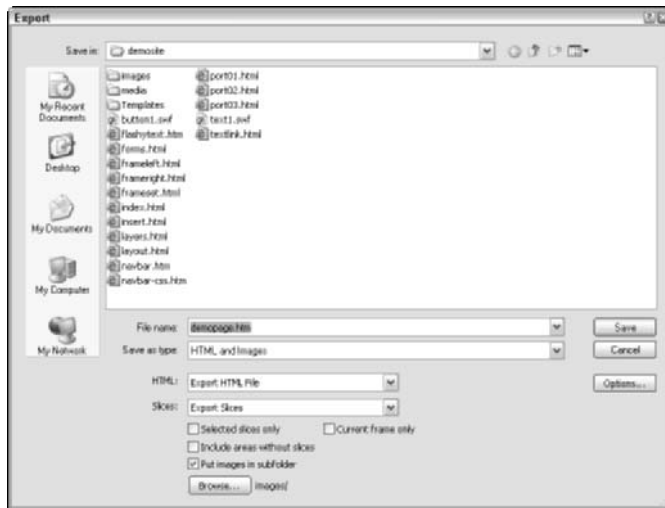 Export
Save in: demosite
My Recent Documents
Desktop
My Documents
My Computer
My Network
images
media
Templates
button1.swf
flashytext.htm
forms.html
frameleft.html
frameright.html
frameset.html
index.html
insert.html
layers.html
layout.html
navbar.htm
navbar-css.htm
port01.html
port02.html
port03.html
text1.swf
textlink.html
File name: demopage.htm
Save
Save as type: HTML and Images
Cancel
HTML: Export HTML File
Options...
Slices: Export Slices
Selected slices only
Current frame only
Include areas without slices
Put images in subfolder
Browse... images/